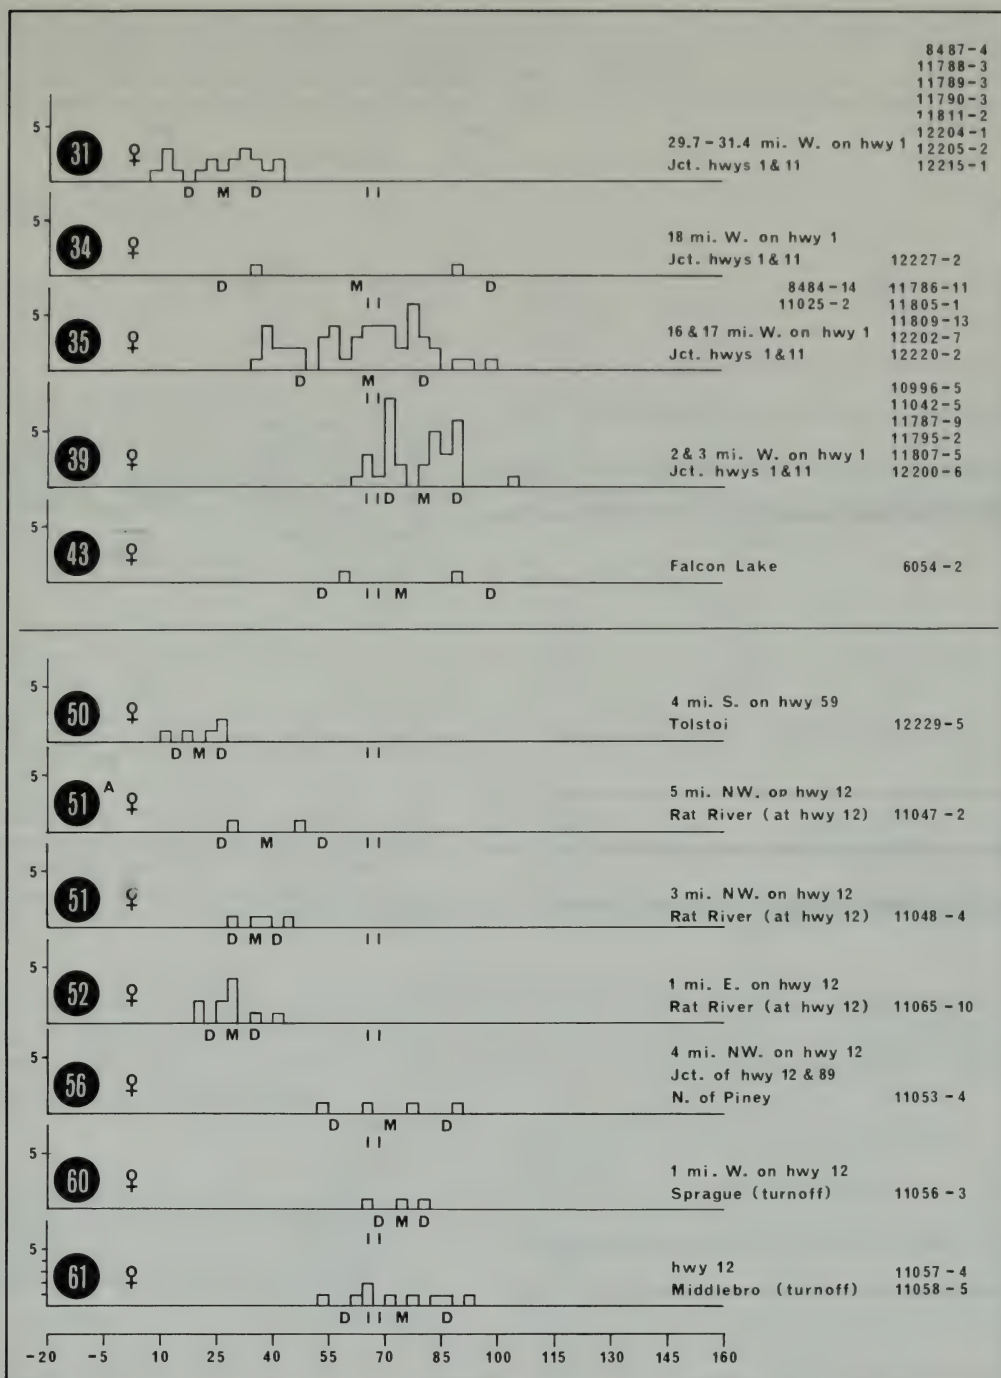 8487-4
11788-3
11789-3
11790-3
11811-2
5 31 ♀ 29.7-31.4 mi. W. on hwy 1 12204-1
Jct. hwys 1 & 11 12205-2
12215-1
D M D I I
5 34 ♀ 18 mi. W. on hwy 1
Jct. hwys 1 & 11 12227-2
D M D
I I
8484-14 11786-11
11025-2 11805-1
11809-13
5 35 ♀ 16 & 17 mi. W. on hwy 1 12202-7
Jct. hwys 1 & 11 12220-2
D M D
I I
10996-5
11042-5
11787-9
11795-2
5 39 ♀ 2 & 3 mi. W. on hwy 1 11807-5
Jct. hwys 1 & 11 12200-6
I I D M D
5 43 ♀ Falcon Lake 6054-2
D I I M D
5 50 ♀ 4 mi. S. on hwy 59
Tolstoi 12229-5
D M D I I
5 51 A ♀ 5 mi. NW. on hwy 12
Rat River (at hwy 12) 11047-2
D M D I I
5 51 ♀ 3 mi. NW. on hwy 12
Rat River (at hwy 12) 11048-4
D M D I I
5 52 ♀ 1 mi. E. on hwy 12
Rat River (at hwy 12) 11065-10
D M D I I
5 56 ♀ 4 mi. NW. on hwy 12
Jct. of hwy 12 & 89
N. of Piney 11053-4
D M D
I I
5 60 ♀ 1 mi. W. on hwy 12
Sprague (turnoff) 11056-3
D M D
I I
5 61 ♀ hwy 12 11057-4
Middlebro (turnoff) 11058-5
D I I M D
-20 -5 10 25 40 55 70 85 100 115 130 145 160